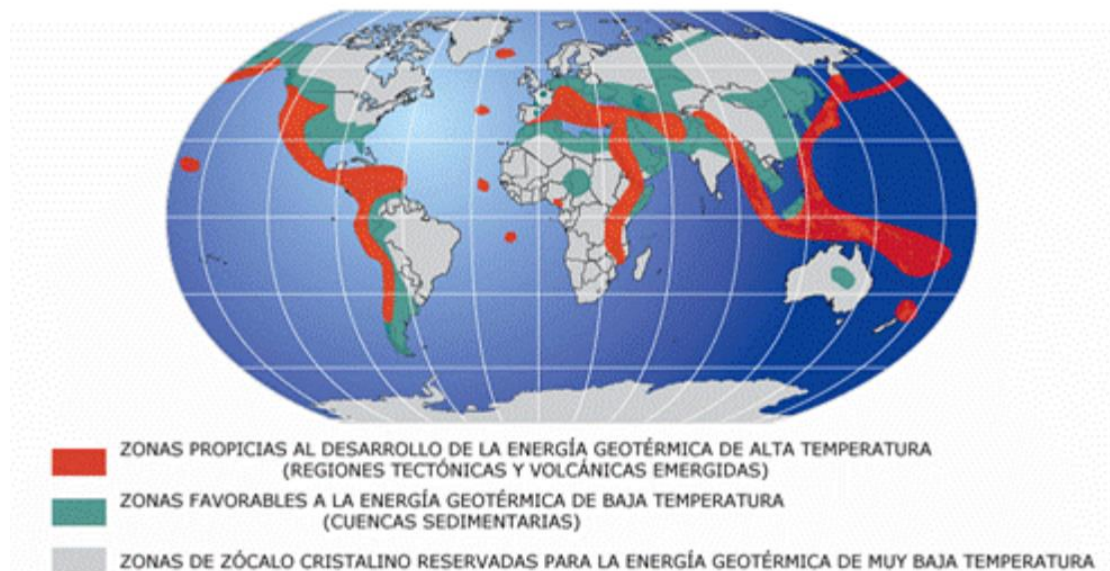 ZONAS PROPICIAS AL DESARROLLO DE LA ENERGÍA GEOTÉRMICA DE ALTA TEMPERATURA
(REGIONES TECTÓNICAS Y VOLCÁNICAS EMERGIDAS)
ZONAS FAVORABLES A LA ENERGÍA GEOTÉRMICA DE BAJA TEMPERATURA
(CUENCAS SEDIMENTARIAS)
ZONAS DE ZÓCALO CRISTALINO RESERVADAS PARA LA ENERGÍA GEOTÉRMICA DE MUY BAJA TEMPERATURA